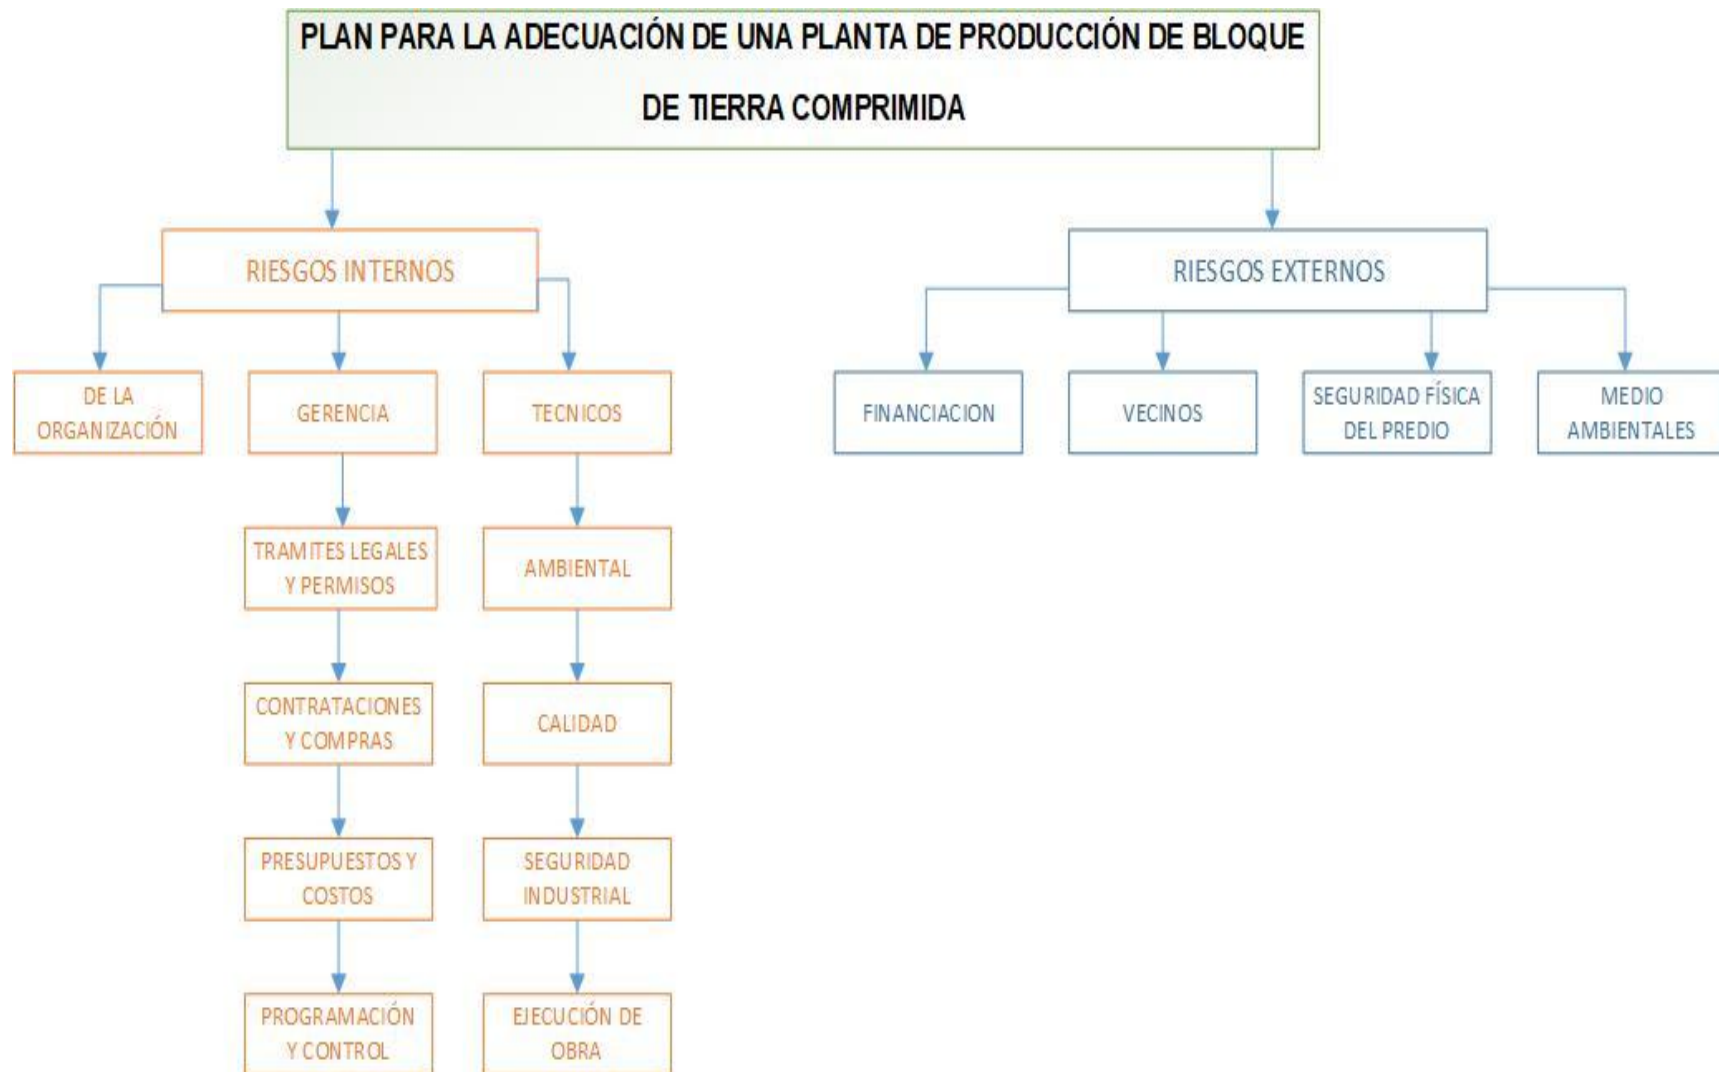 PLAN PARA LA ADECUACIÓN DE UNA PLANTA DE PRODUCCIÓN DE BLOQUE
DE TIERRA COMPRIMIDA
RIESGOS INTERNOS
RIESGOS EXTERNOS
DE LA
ORGANIZACIÓN
GERENCIA
TECNICOS
FINANCIACION
VECINOS
SEGURIDAD FÍSICA
DEL PREDIO
MEDIO
AMBIENTALES
TRAMITES LEGALES
Y PERMISOS
AMBIENTAL
CONTRATACIONES
Y COMPRAS
CALIDAD
PRESUPUESTOS Y
COSTOS
SEGURIDAD
INDUSTRIAL
PROGRAMACIÓN
Y CONTROL
EJECUCIÓN DE
OBRA